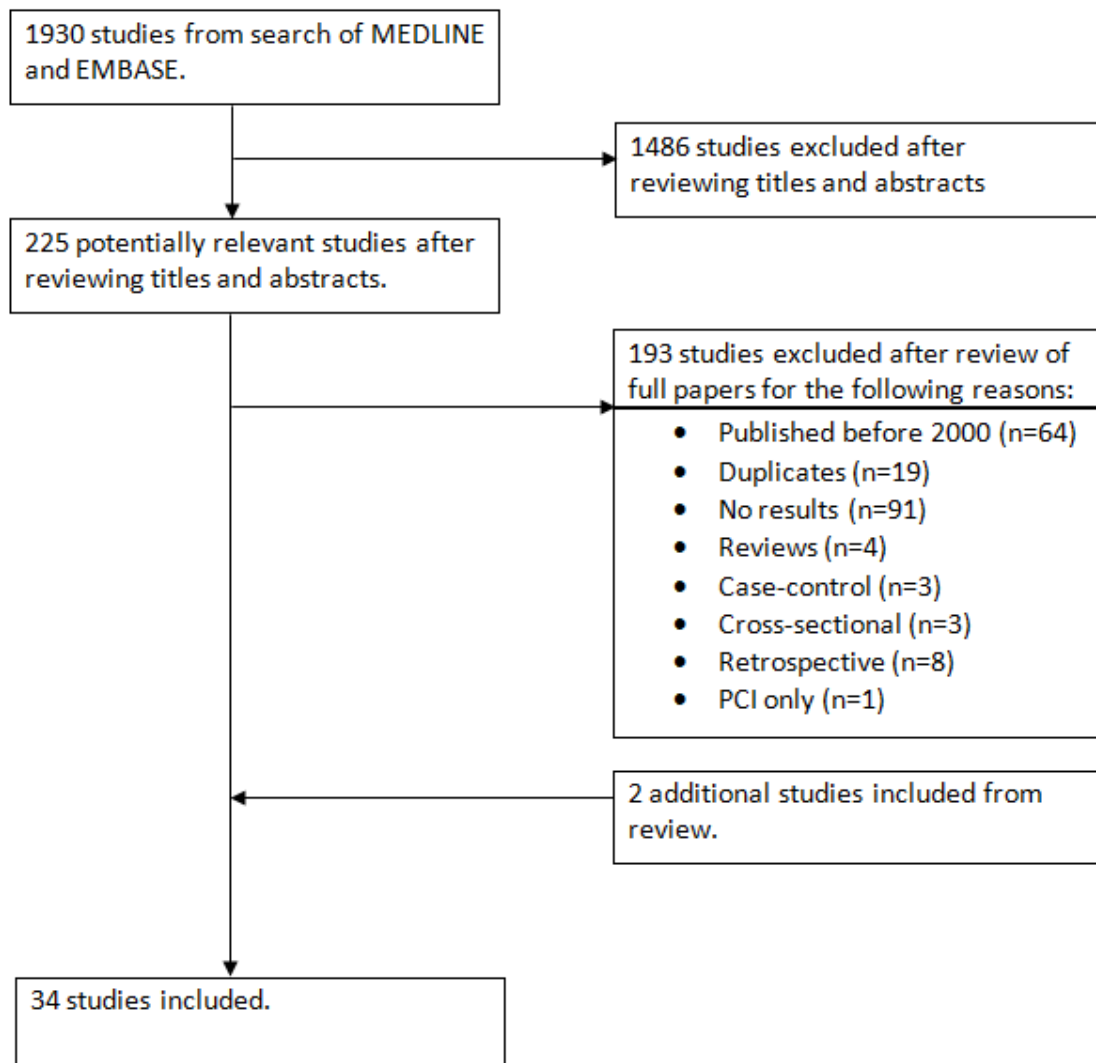 1930 studies from search of MEDLINE
and EMBASE.
1486 studies excluded after
reviewing titles and abstracts
225 potentially relevant studies after
reviewing titles and abstracts.
193 studies excluded after review of
full papers for the following reasons:
• Published before 2000 (n=64)
• Duplicates (n=19)
• No results (n=91)
• Reviews (n=4)
• Case-control (n=3)
• Cross-sectional (n=3)
• Retrospective (n=8)
• PCI only (n=1)
2 additional studies included from
review.
34 studies included.